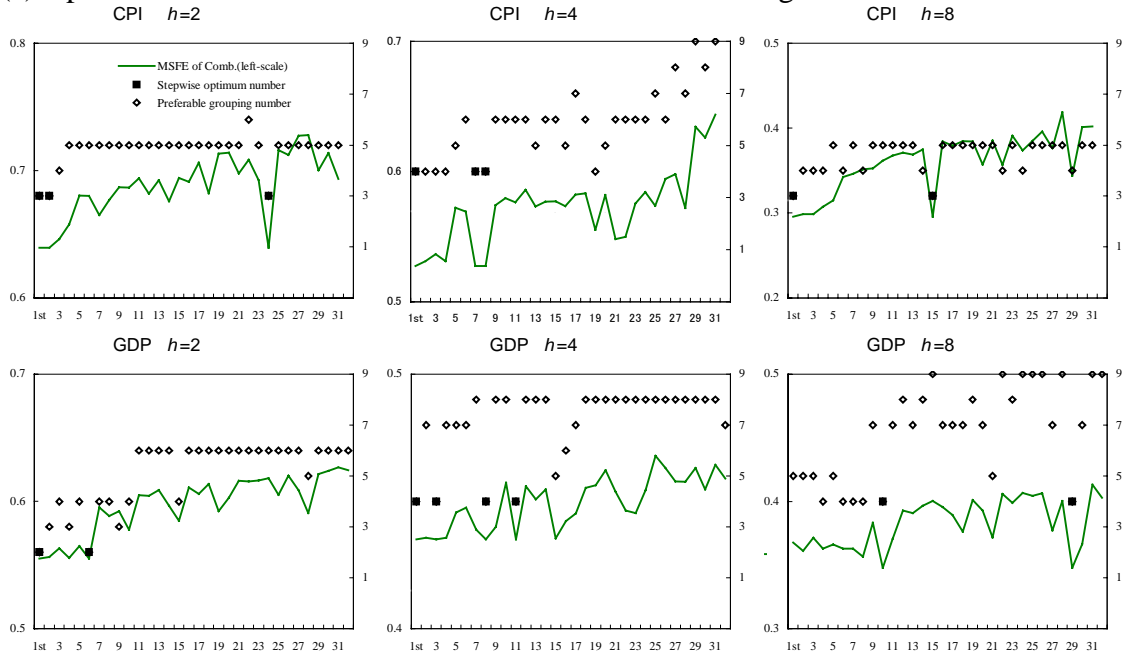 CPI h=2 CPI h=4 CPI h=8
0.8 9 0.7 9 0.5 9
MSFE of Comb.(left-scale)
Stepwise optimum number
Preferable grouping number
7 7 7
0.4
5 5 5
0.7 0.6
3 3 3
0.3
1 1 1
0.6 0.5 0.2
1st 3 5 7 9 11 13 15 17 19 21 23 25 27 29 31
1st 3 5 7 9 11 13 15 17 19 21 23 25 27 29 31
1st 3 5 7 9 11 13 15 17 19 21 23 25 27 29 31
GDP h=2 GDP h=4 GDP h=8
0.7 9 0.5 9 0.5 9
7 7 7
0.6 5 5 0.4 5
3 3 3
1 1 1
0.5 0.4 0.3
1st 3 5 7 9 11 13 15 17 19 21 23 25 27 29 31
1st 3 5 7 9 11 13 15 17 19 21 23 25 27 29 31
1st 3 5 7 9 11 13 15 17 19 21 23 25 27 29 31